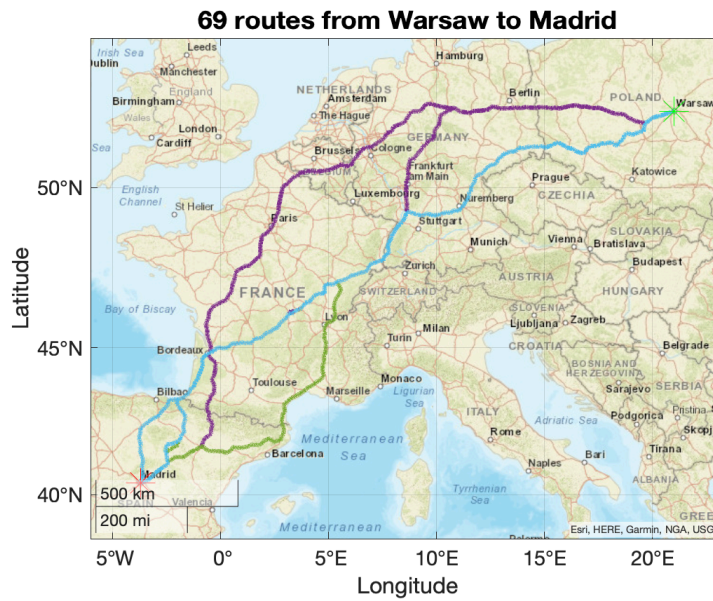 69 routes from Warsaw to Madrid
Irish Sea
Leeds
Hamburg
Dublin
Manchester
NETHERLANDS
Berlin
POLAND
England
Amsterdam
Warsaw
Birmingham
The Hague
Wales
London
GERMANY
Cardiff
Brussels
Cologne
Sea
BELGIUM
Frankfurt
am Main
Katowice
50°N
English
Channel
Luxembourg
Prague
Nuremberg
CZECHIA
St Helier
Paris
Stuttgart
SLOVAKIA
Munich
Vienna
Bratislava
Zurich
Budapest
FRANCE
SWITZERLAND
AUSTRIA
HUNGARY
Bay of Biscay
Lyon
SLOVENIA
Ljubljana
Zagreb
Milan
45°N
Bordeaux
Turin
CROATIA
Belgrade
BOSNIA AND
HERZEGOVINA
Monaco
Toulouse
Marseille
Ligurian
Sea
Sarajevo
SERBIA
Bilbao
ITALY
Adriatic Sea
Podgorica
Pristina
Mediterranean
Sea
Rome
Skopj
Barcelona
Bari
Tirana
Madrid
Naples
ALBANIA
40°N
500 km
Tyrrhenian
Sea
SPAIN
Valencia
200 mi
GREE
Mediterranean
Esri, HERE, Garmin, NGA, USG
Palermo
5°W
0°
5°E
10°E
15°E
20°E
Longitude
Latitude